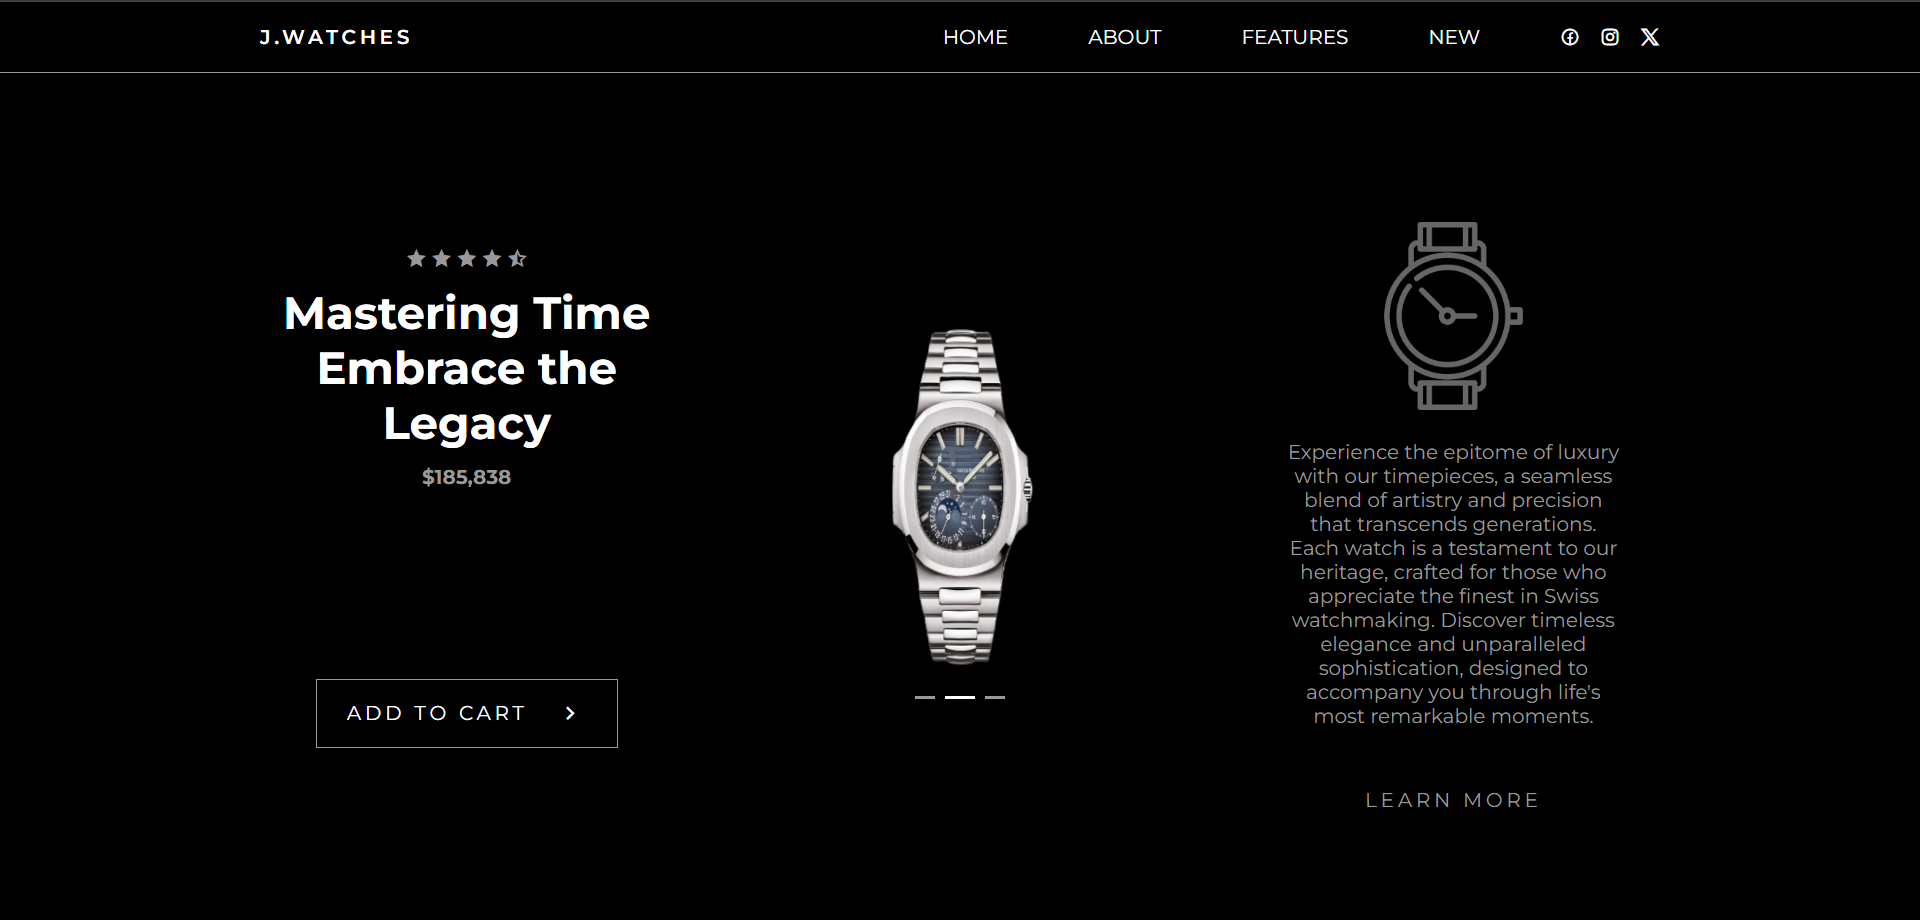 J.WATCHES
HOME
ABOUT
FEATURES
NEW
Mastering Time
Embrace the
Legacy
$185,838
ADD TO CART
Experience the epitome of luxury
with our timepieces, a seamless
blend of artistry and precision
that transcends generations.
Each watch is a testament to our
heritage, crafted for those who
appreciate the finest in Swiss
watchmaking. Discover timeless
elegance and unparalleled
sophistication, designed to
accompany you through life's
most remarkable moments.
LEARN MORE